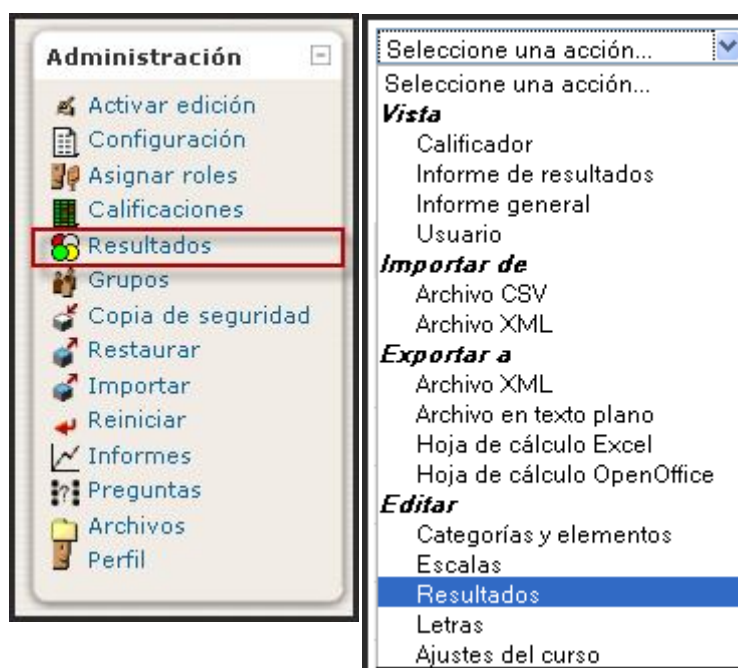 Administración
Activar edición
Configuración
Asignar roles
Calificaciones
Resultados
Grupos
Copia de seguridad
Restaurar
Importar
Reiniciar
Informes
Preguntas
Archivos
Perfil
Seleccione una acción...
Seleccione una acción...
Vista
Calificador
Informe de resultados
Informe general
Usuario
Importar de
Archivo CSV
Archivo XML
Exportar a
Archivo XML
Archivo en texto plano
Hoja de cálculo Excel
Hoja de cálculo OpenOffice
Editar
Categorías y elementos
Escalas
Resultados
Letras
Ajustes del curso